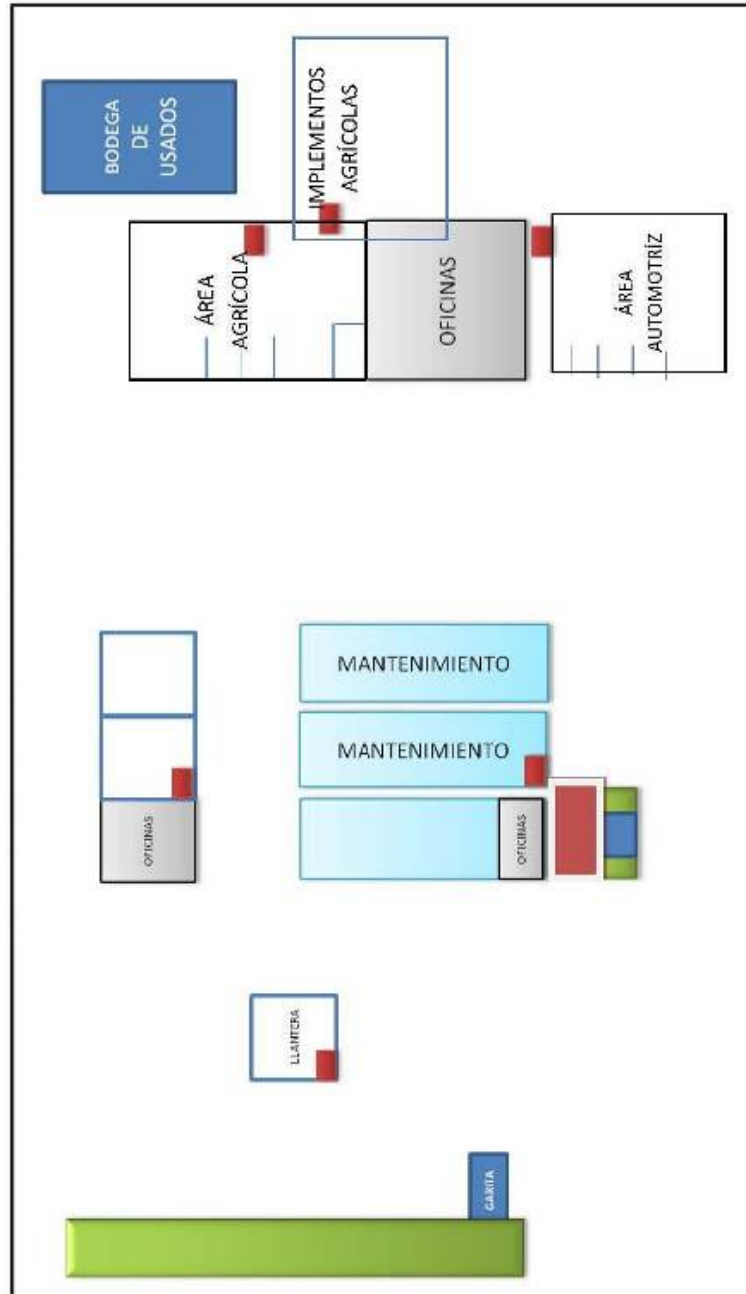 BODEGA
DE
USADOS
IMPLEMENTOS
AGRÍCOLAS
ÁREA
AGRÍCOLA
OFICINAS
ÁREA
AUTOMOTRÍZ
MANTENIMIENTO
MANTENIMIENTO
OFICINAS
OFICINAS
LLANTERA
GARITA